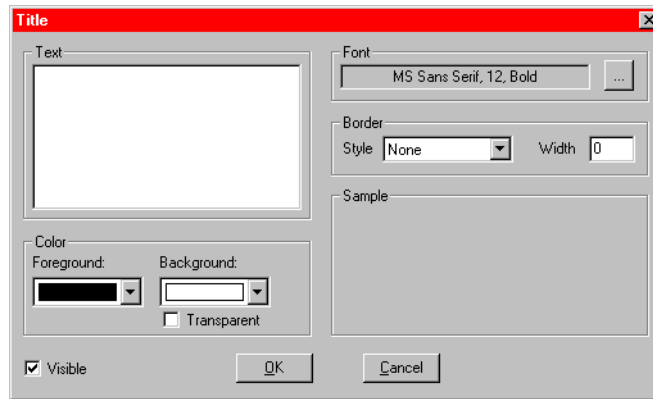 Title
Text
Font
MS Sans Serif, 12, Bold
...
Border
Style None Width 0
Sample
Color
Foreground: Background:
Transparent
Visible OK Cancel